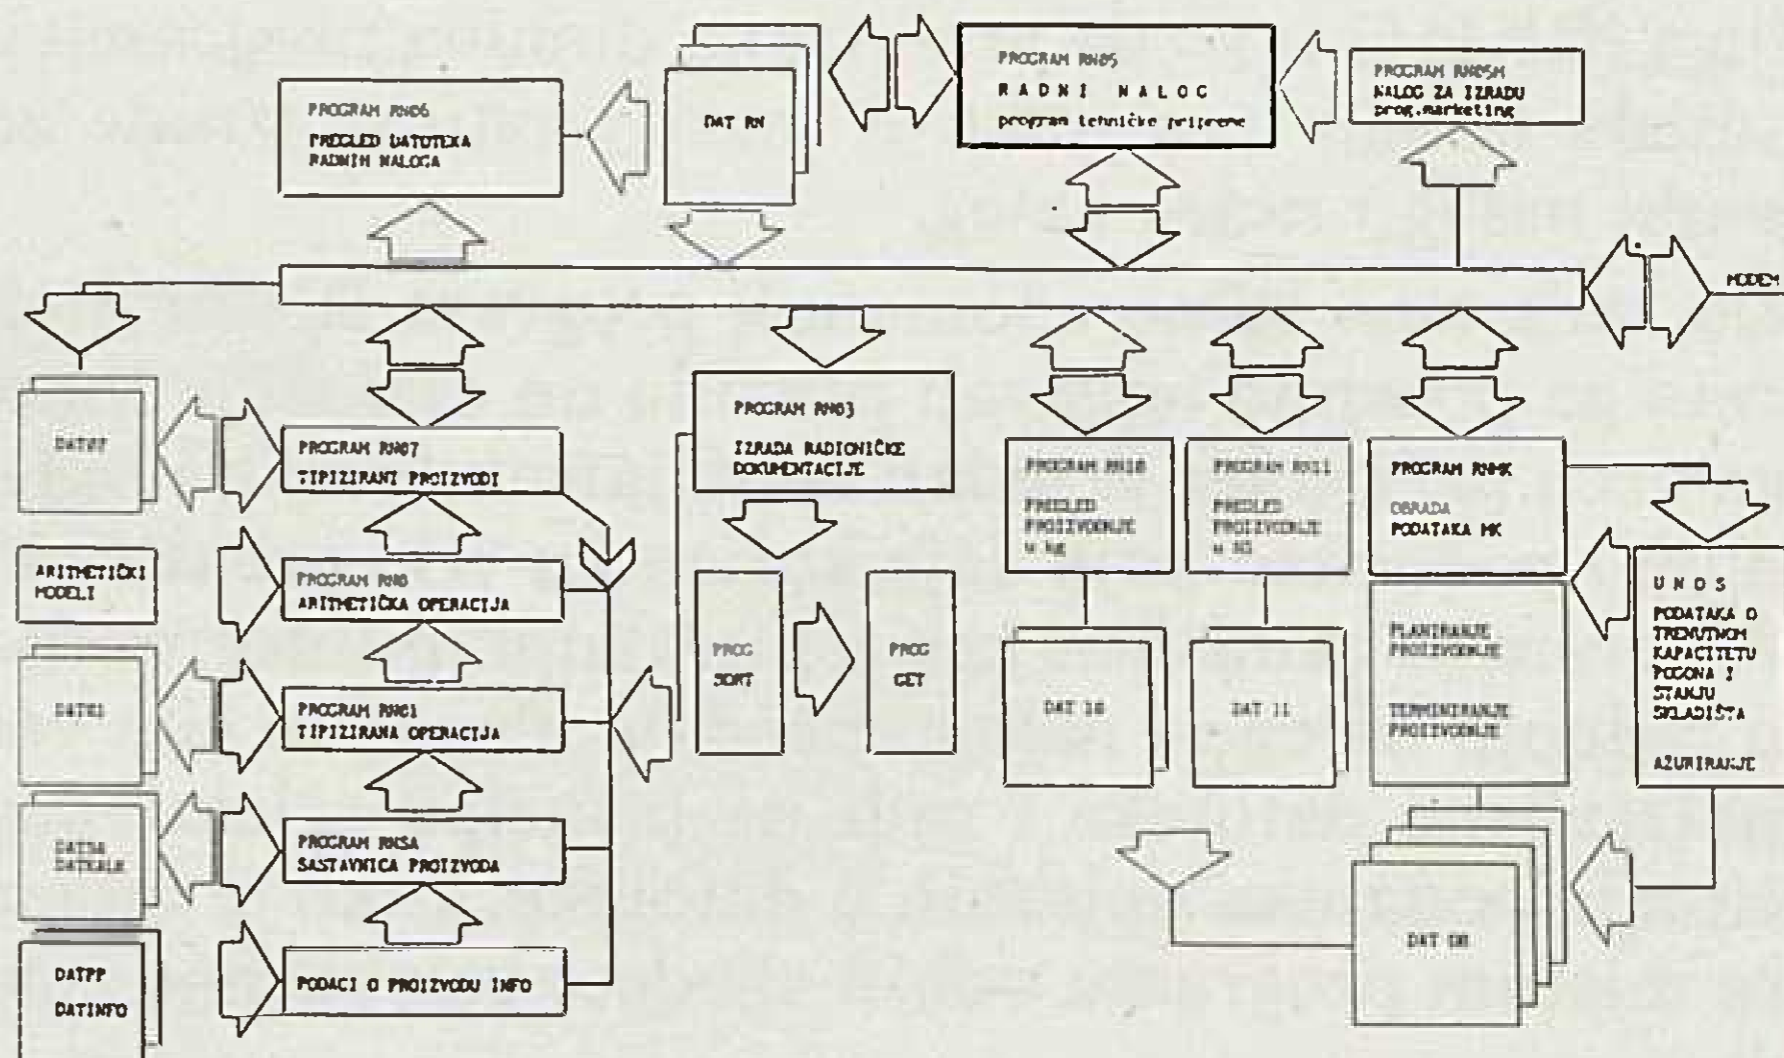 PROGRAM RN06
PREGLED DATOTEKA
RADNIH NALOGA
DAT RN
PROGRAM RN05
R A D N I   N A L O G
program tehničke pripreme
PROGRAM RN05M
NALOG ZA IZRADU
prog.marketing
MODEM
PROGRAM RN07
TIPIZIRANI PROIZVODI
ARITMETIČKI
MODELI
PROGRAM RN0
ARITMETIČKA OPERACIJA
PROGRAM RN01
TIPIZIRANA OPERACIJA
PROGRAM RNSA
SASTAVNICA PROIZVODA
DATPP
DATINFO
PODACI O PROIZVODU INFO
PROGRAM RN03
IZRADA RADIONIČKE
DOKUMENTACIJE
PROG
SORT
PROG
GET
PROGRAM RN10
PREGLED
PROIZVODNJE
u kg
DAT 10
PROGRAM RN11
PREGLED
PROIZVODNJE
DAT 11
PROGRAM RNMK
OBRADA
PODATAKA MK
PLANIRANJE
PROIZVODNJE
TERMINIRANJE
PROIZVODNJE
U N O S
PODATAKA O
TRENUTNOM
KAPACITETU
POGONA I
STANJU
SKLADIŠTA
AŽURIRANJE
DAT